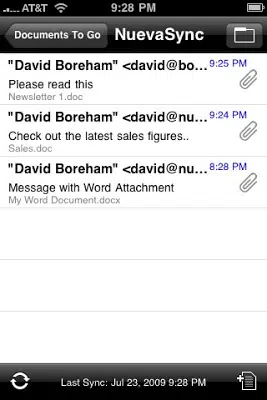 AT&T 9:28 PM
Documents To Go NuevaSync
"David Boreham" <david@bo... 9:25 PM
Please read this
Newsletter 1.doc
"David Boreham" <david@nu... 9:24 PM
Check out the latest sales figures..
Sales.doc
"David Boreham" <david@nu... 8:28 PM
Message with Word Attachment
My Word Document.docx
Last Sync: Jul 23, 2009 9:28 PM